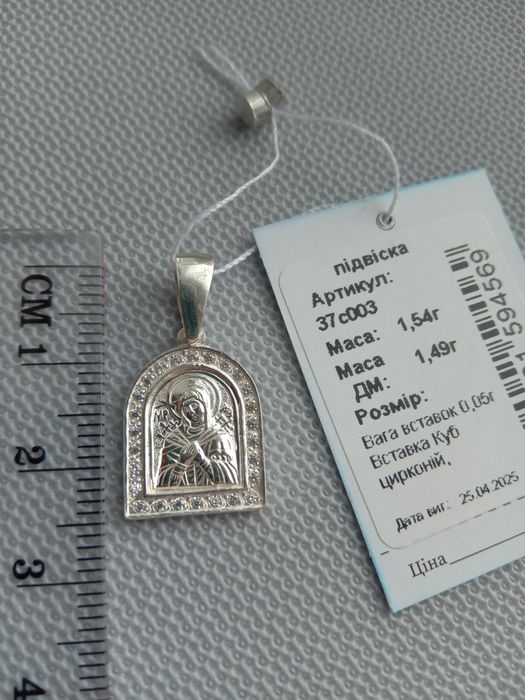 CM
1
2
3
4
підвіска
Артикул:
37с003
Маса: 1,54г
Маса
ДМ: 1,49г
Розмір:
Вага вставок 0,05г
Вставка Куб
цирконій,
Дата виг.: 25.04.2025
Ціна
594569